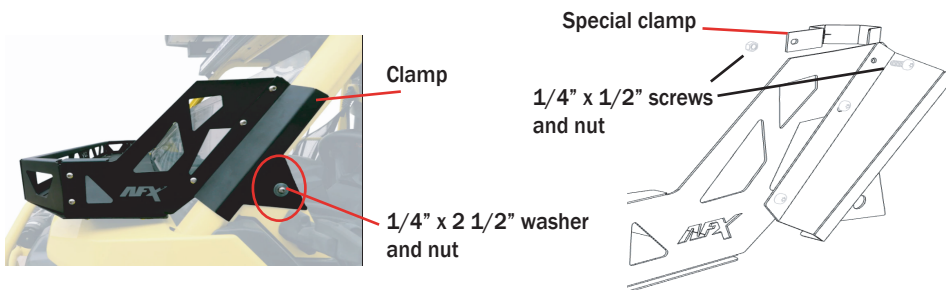 Clamp
1/4” x 2 1/2” washer
and nut
AFX
Special clamp
1/4” x 1/2” screws
and nut
AFX